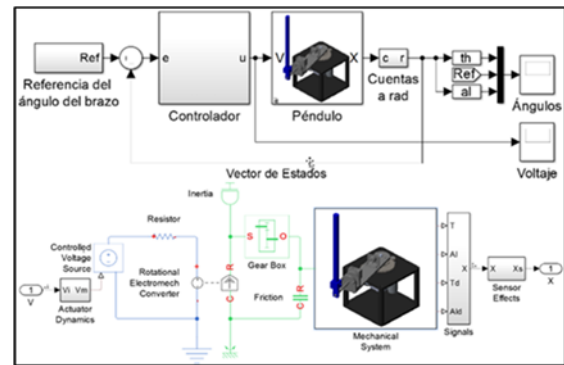 Ref
e
u
V
X
c r
th
Ref
al
Referencia del
ángulo del brazo
Controlador
Péndulo
Cuentas
a rad
Ángulos
Voltaje
Vector de Estados
Inertia
Resistor
Controlled
Voltage
Source
S O
Gear Box
1
V
Vi Vm
Actuator
Dynamics
Rotational
Electromech
Converter
C R
Friction
C R
Mechanical
System
T
Al
Td
Ald
X
Signals
X Xs
Sensor
Effects
1
X